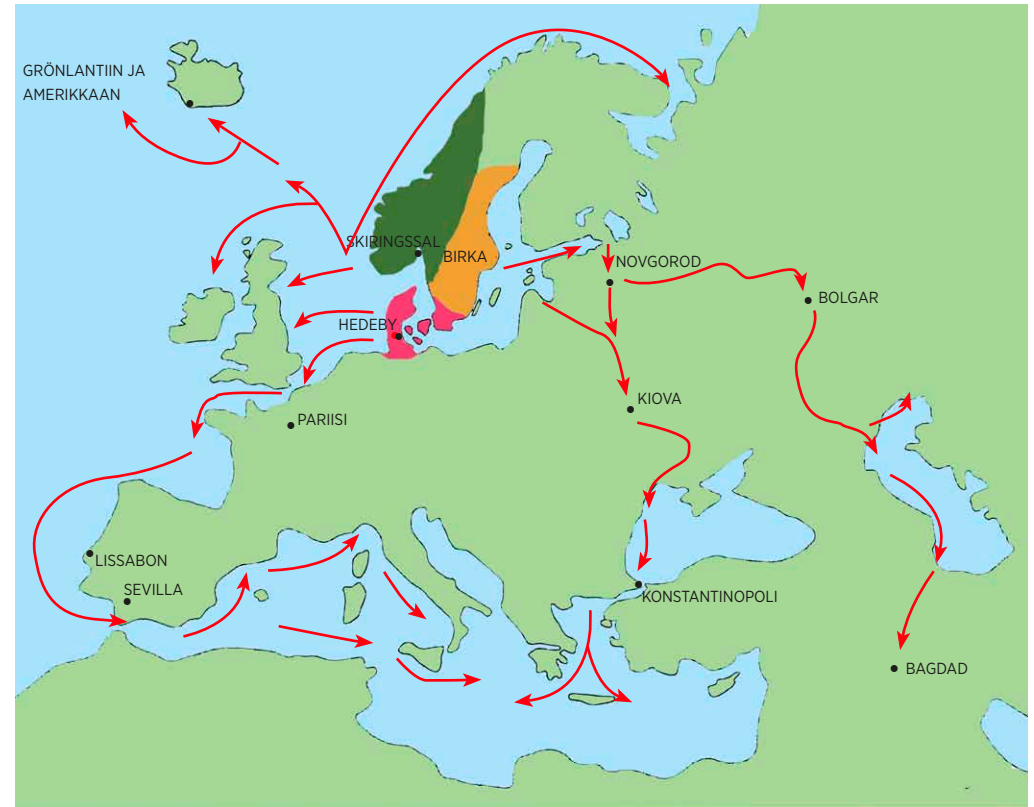 GRÖNLANTIIN JA
AMERIKKAAN
SKIRINGSSAL
BIRKA
NOVGOROD
BOLGAR
HEDEBY
KIOVA
PARIISI
LISSABON
SEVILLA
KONSTANTINOPOLI
BAGDAD